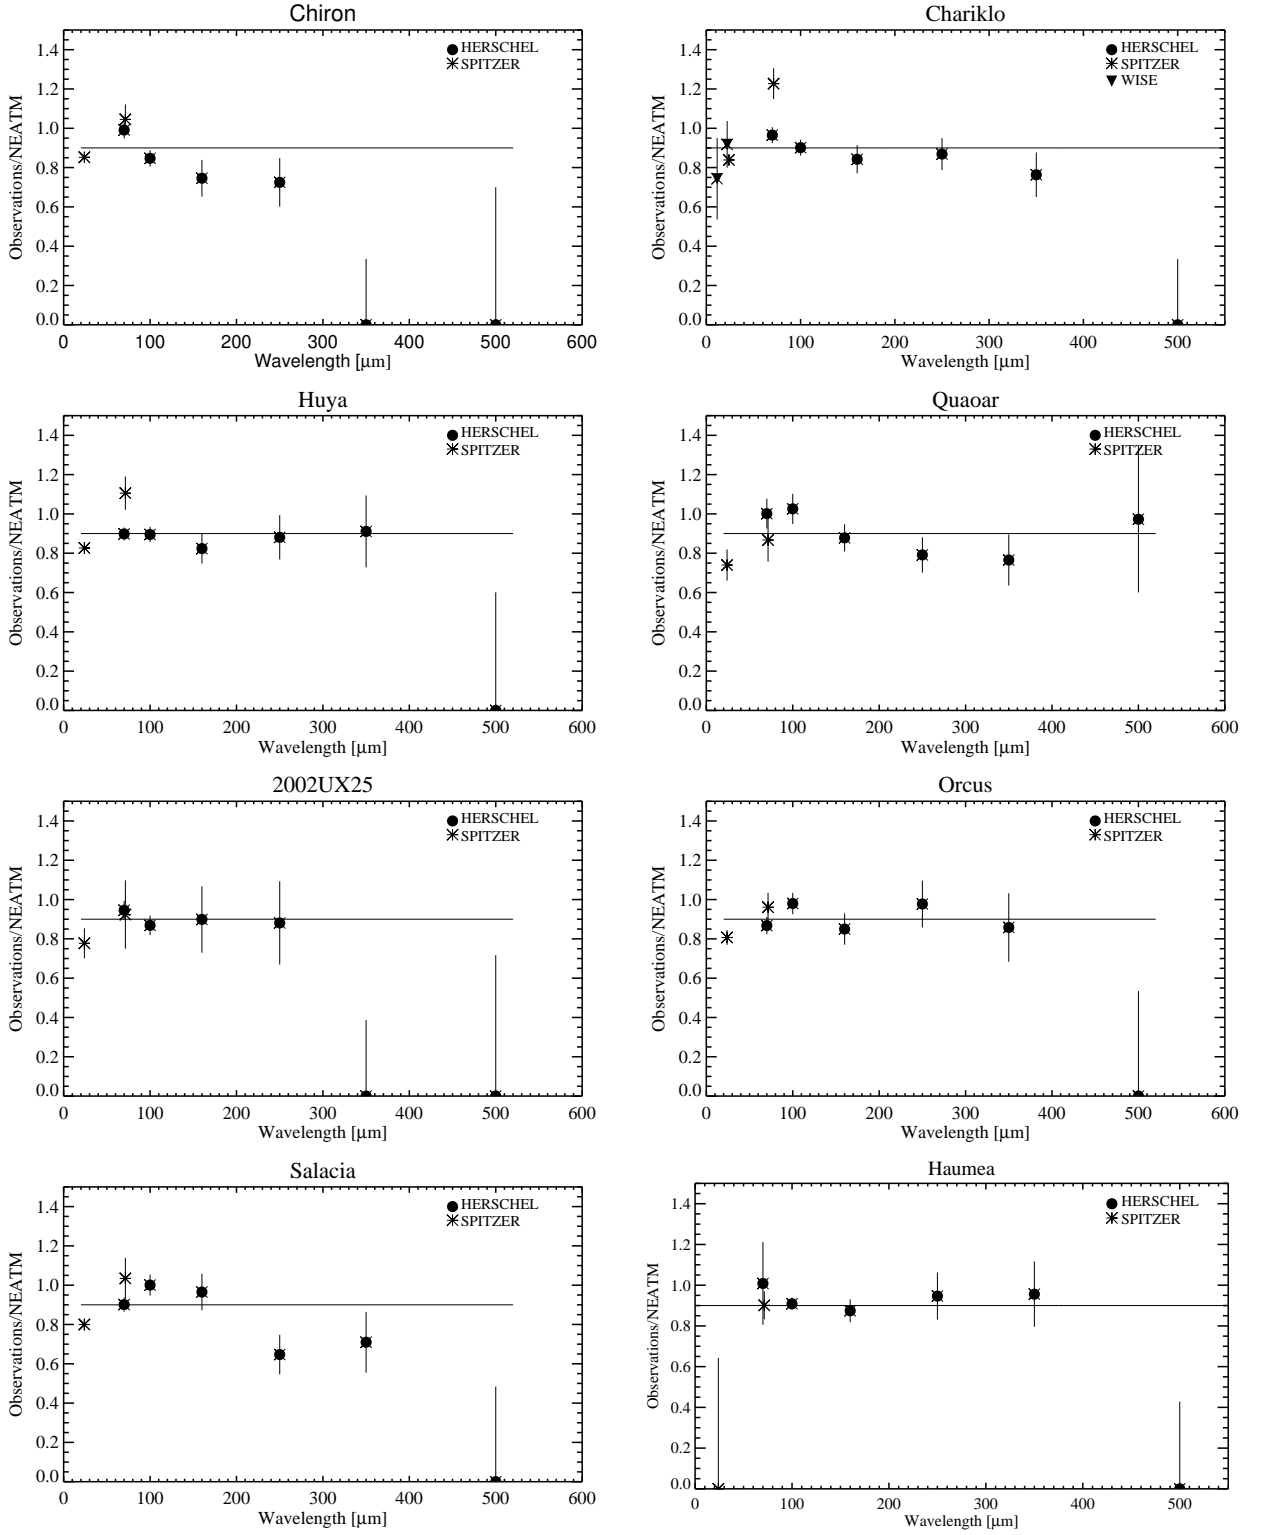 Chiron
HERSCHEL
SPITZER
Observations/NEATM
1.4
1.2
1.0
0.8
0.6
0.4
0.2
0.0
0 100 200 300 400 500 600
Wavelength [μm]
Chariklo
HERSCHEL
SPITZER
WISE
Observations/NEATM
1.4
1.2
1.0
0.8
0.6
0.4
0.2
0.0
0 100 200 300 400 500
Wavelength [μm]
Huya
HERSCHEL
SPITZER
Observations/NEATM
1.4
1.2
1.0
0.8
0.6
0.4
0.2
0.0
0 100 200 300 400 500 600
Wavelength [μm]
Quaoar
HERSCHEL
SPITZER
Observations/NEATM
1.4
1.2
1.0
0.8
0.6
0.4
0.2
0.0
0 100 200 300 400 500 600
Wavelength [μm]
2002UX25
HERSCHEL
SPITZER
Observations/NEATM
1.4
1.2
1.0
0.8
0.6
0.4
0.2
0.0
0 100 200 300 400 500 600
Wavelength [μm]
Orcus
HERSCHEL
SPITZER
Observations/NEATM
1.4
1.2
1.0
0.8
0.6
0.4
0.2
0.0
0 100 200 300 400 500 600
Wavelength [μm]
Salacia
HERSCHEL
SPITZER
Observations/NEATM
1.4
1.2
1.0
0.8
0.6
0.4
0.2
0.0
0 100 200 300 400 500 600
Wavelength [μm]
Haumea
HERSCHEL
SPITZER
Observations/NEATM
1.4
1.2
1.0
0.8
0.6
0.4
0.2
0.0
0 100 200 300 400 500
Wavelength [μm]